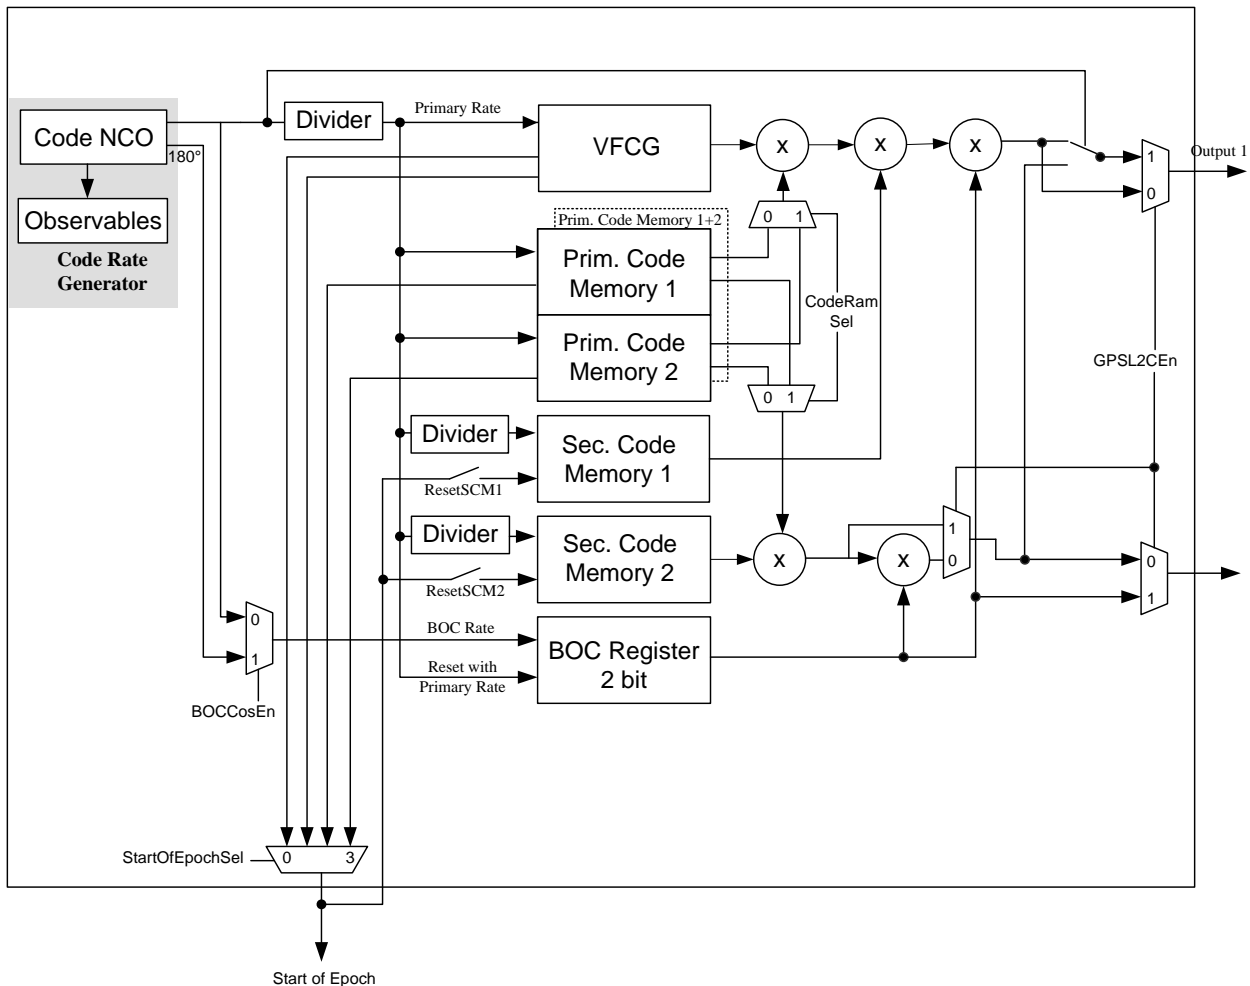 Code NCO
180°
Observables
Code Rate
Generator
Divider
Primary Rate
VFCG
x
x
x
1
0
Output 1
Prim. Code Memory 1+2
0 1
Prim. Code
Memory 1
CodeRam
Sel
Prim. Code
Memory 2
0 1
GPSL2CEn
Divider
Sec. Code
Memory 1
ResetSCM1
Divider
Sec. Code
Memory 2
ResetSCM2
x
x
1
0
0
1
0
1
BOCCosEn
BOC Rate
Reset with
Primary Rate
BOC Register
2 bit
StartOfEpochSel
0 3
Start of Epoch